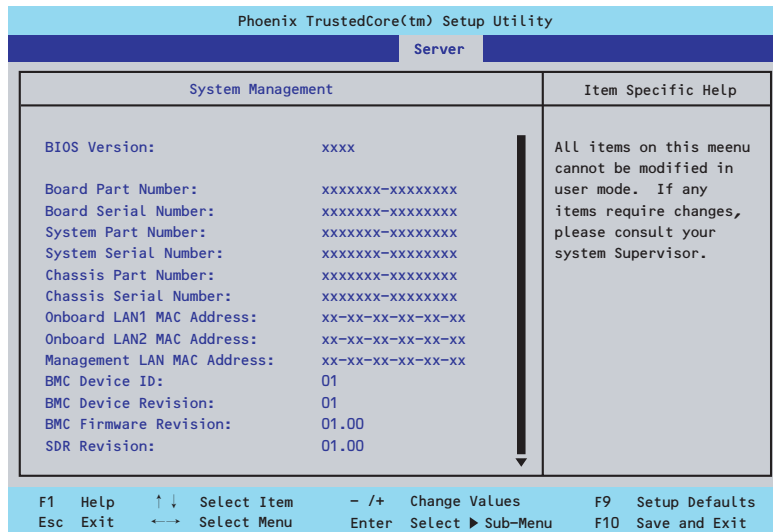 Phoenix TrustedCore(tm) Setup Utility
Server
System Management
Item Specific Help
BIOS Version: xxxx
Board Part Number: xxxxxxx-xxxxxxxx
Board Serial Number: xxxxxxx-xxxxxxxx
System Part Number: xxxxxxx-xxxxxxxx
System Serial Number: xxxxxxx-xxxxxxxx
Chassis Part Number: xxxxxxx-xxxxxxxx
Chassis Serial Number: xxxxxxx-xxxxxxxx
Onboard LAN1 MAC Address: xx-xx-xx-xx-xx-xx
Onboard LAN2 MAC Address: xx-xx-xx-xx-xx-xx
Management LAN MAC Address: xx-xx-xx-xx-xx-xx
BMC Device ID: 01
BMC Device Revision: 01
BMC Firmware Revision: 01.00
SDR Revision: 01.00
All items on this meenu
cannot be modified in
user mode. If any
items require changes,
please consult your
system Supervisor.
F1 Help ↑↓ Select Item - /+ Change Values F9 Setup Defaults
Esc Exit ←→ Select Menu Enter Select ▶ Sub-Menu F10 Save and Exit